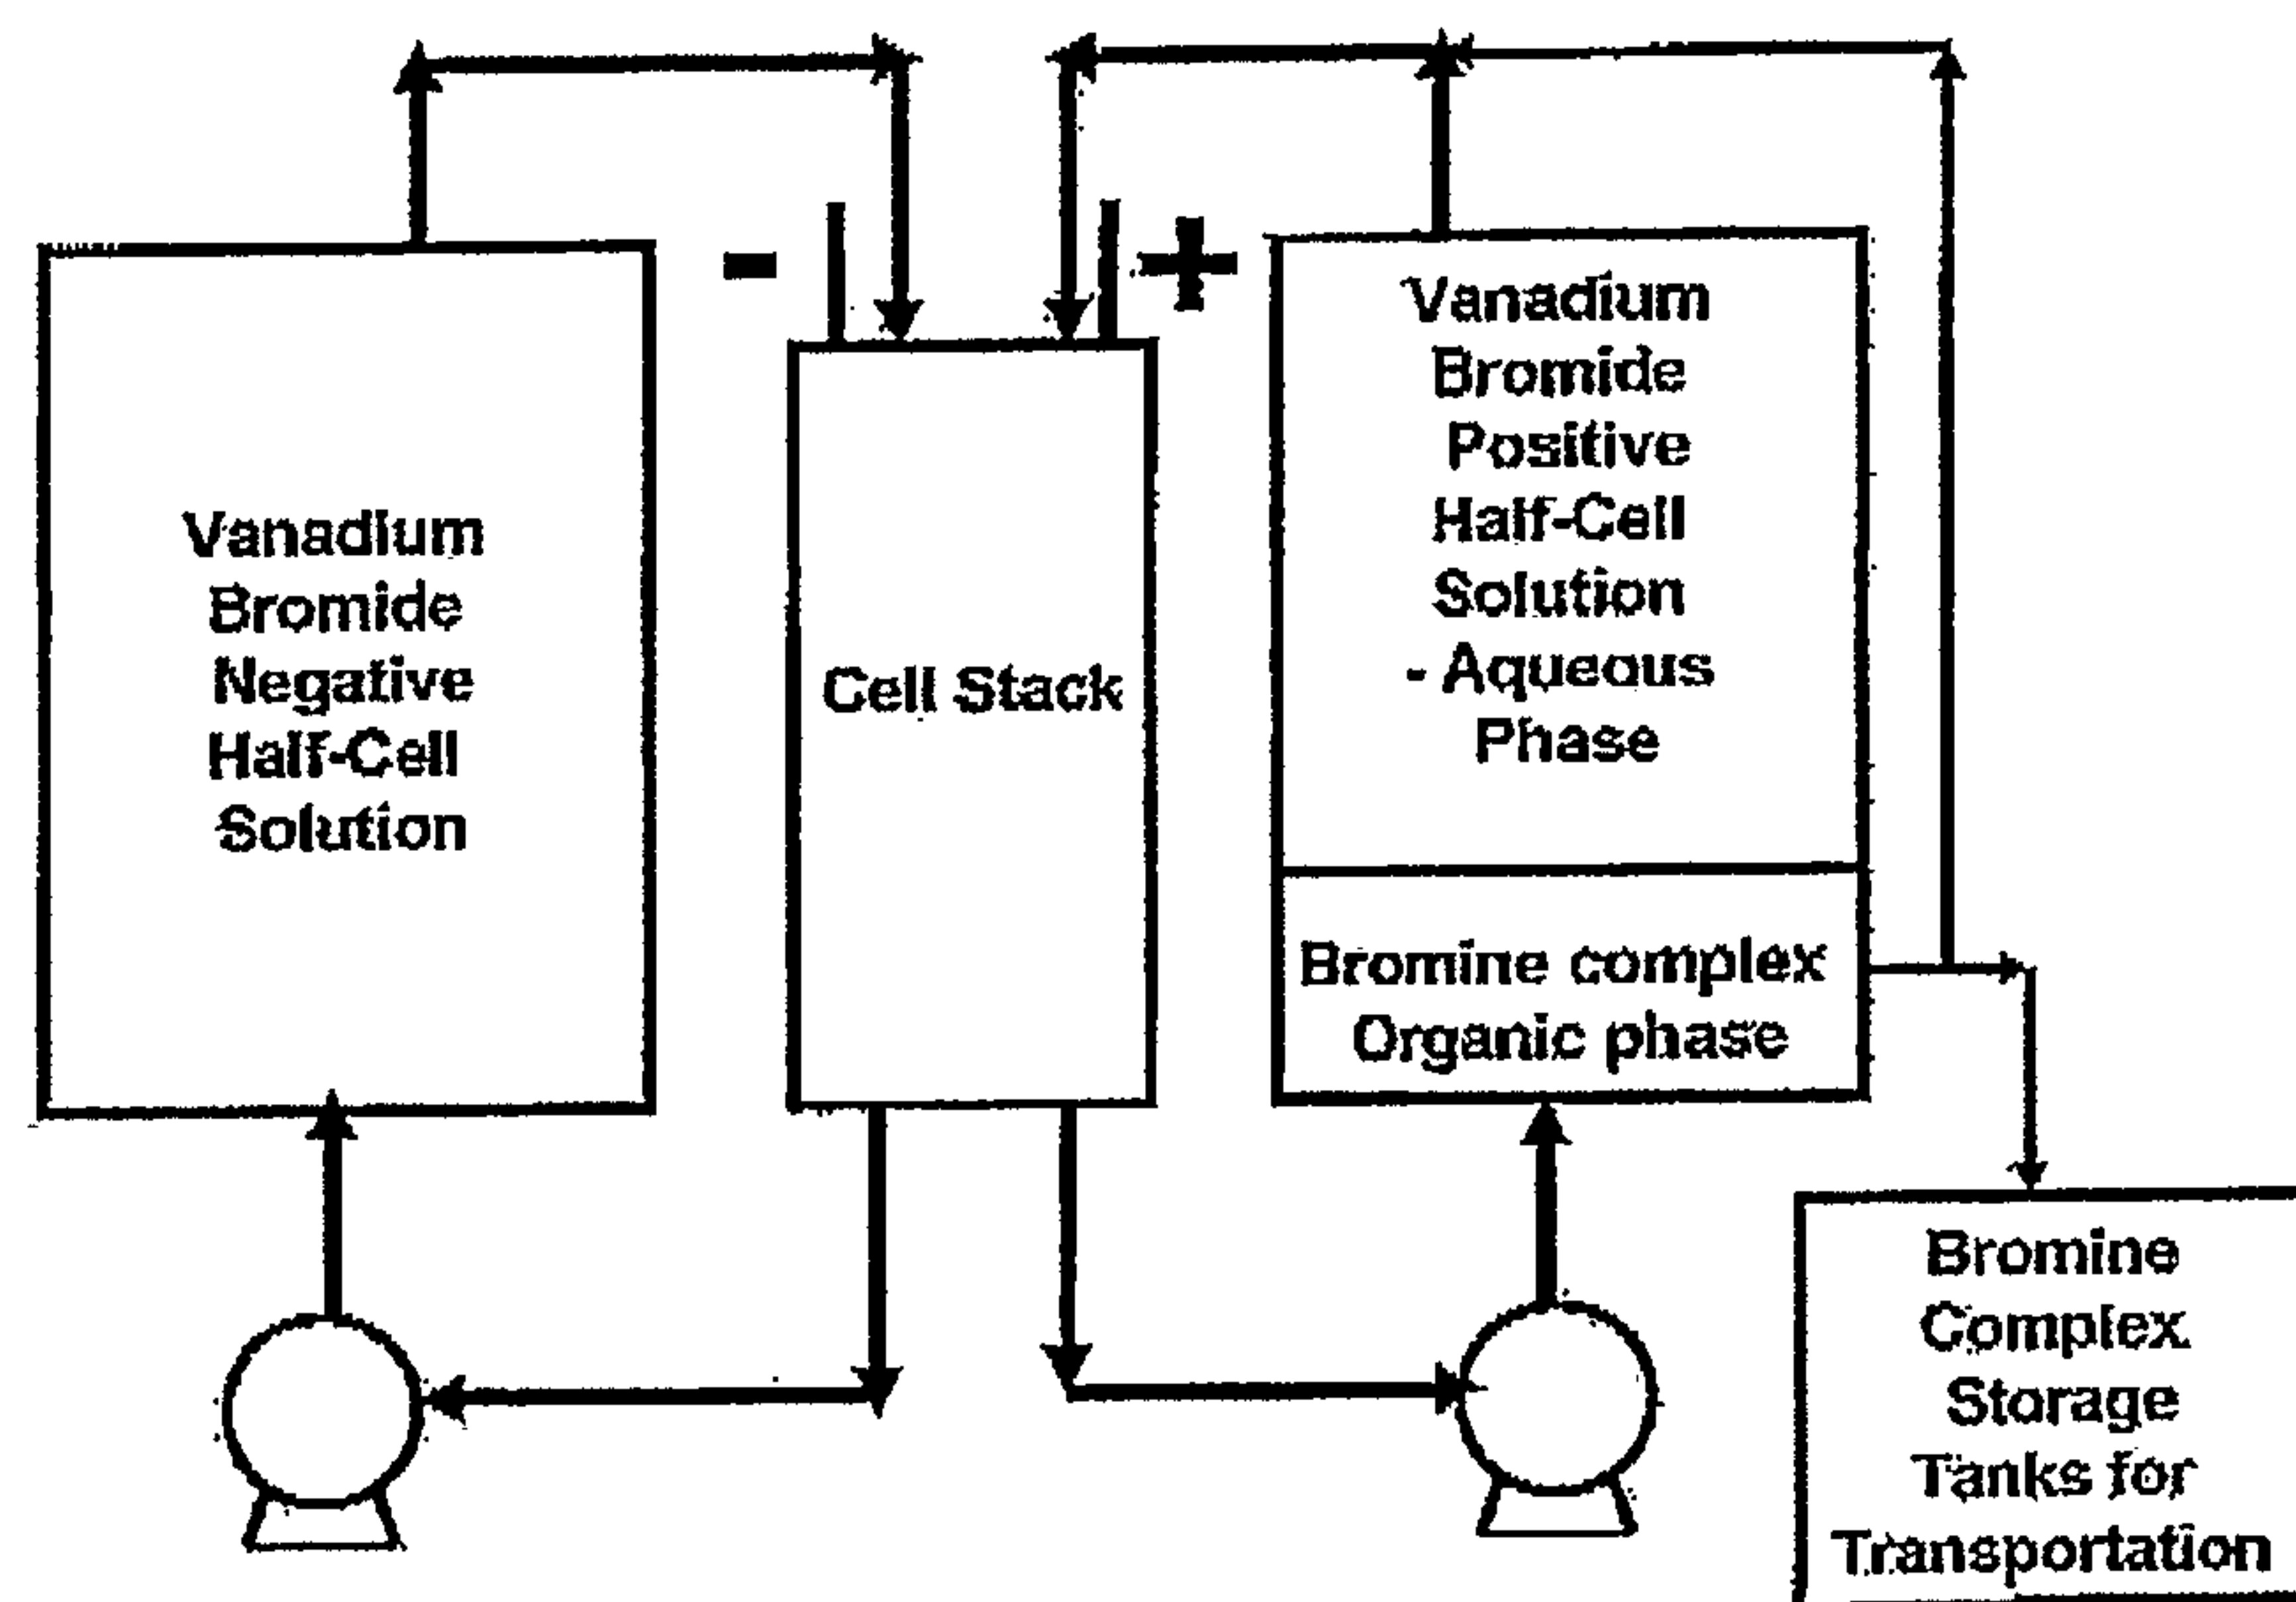 -
+
Vanadium
Bromide
Negative
Half-Cell
Solution
Cell Stack
Vanadium
Bromide
Positive
Half-Cell
Solution
- Aqueous
Phase
Bromine complex
Organic phase
Bromine
Complex
Storage
Tanks for
Transportation